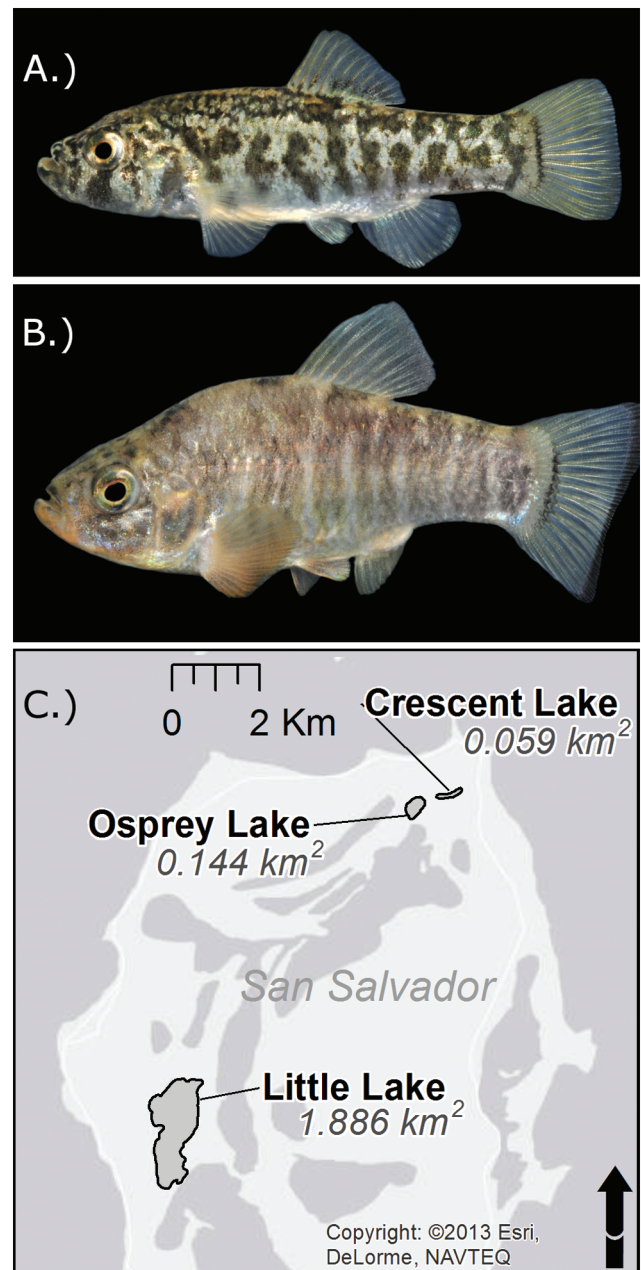 A.)
B.)
C.)
0 2 Km
Crescent Lake
0.059 km²
Osprey Lake
0.144 km²
San Salvador
Little Lake
1.886 km²
Copyright: ©2013 Esri,
DeLorme, NAVTEQ